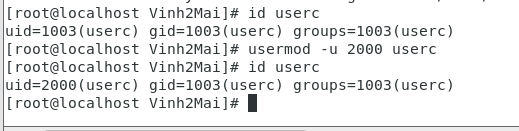 [root@localhost Vinh2Mai]# id userc
uid=1003(userc) gid=1003(userc) groups=1003(userc)
[root@localhost Vinh2Mai]# usermod -u 2000 userc
[root@localhost Vinh2Mai]# id userc
uid=2000(userc) gid=1003(userc) groups=1003(userc)
[root@localhost Vinh2Mai]#